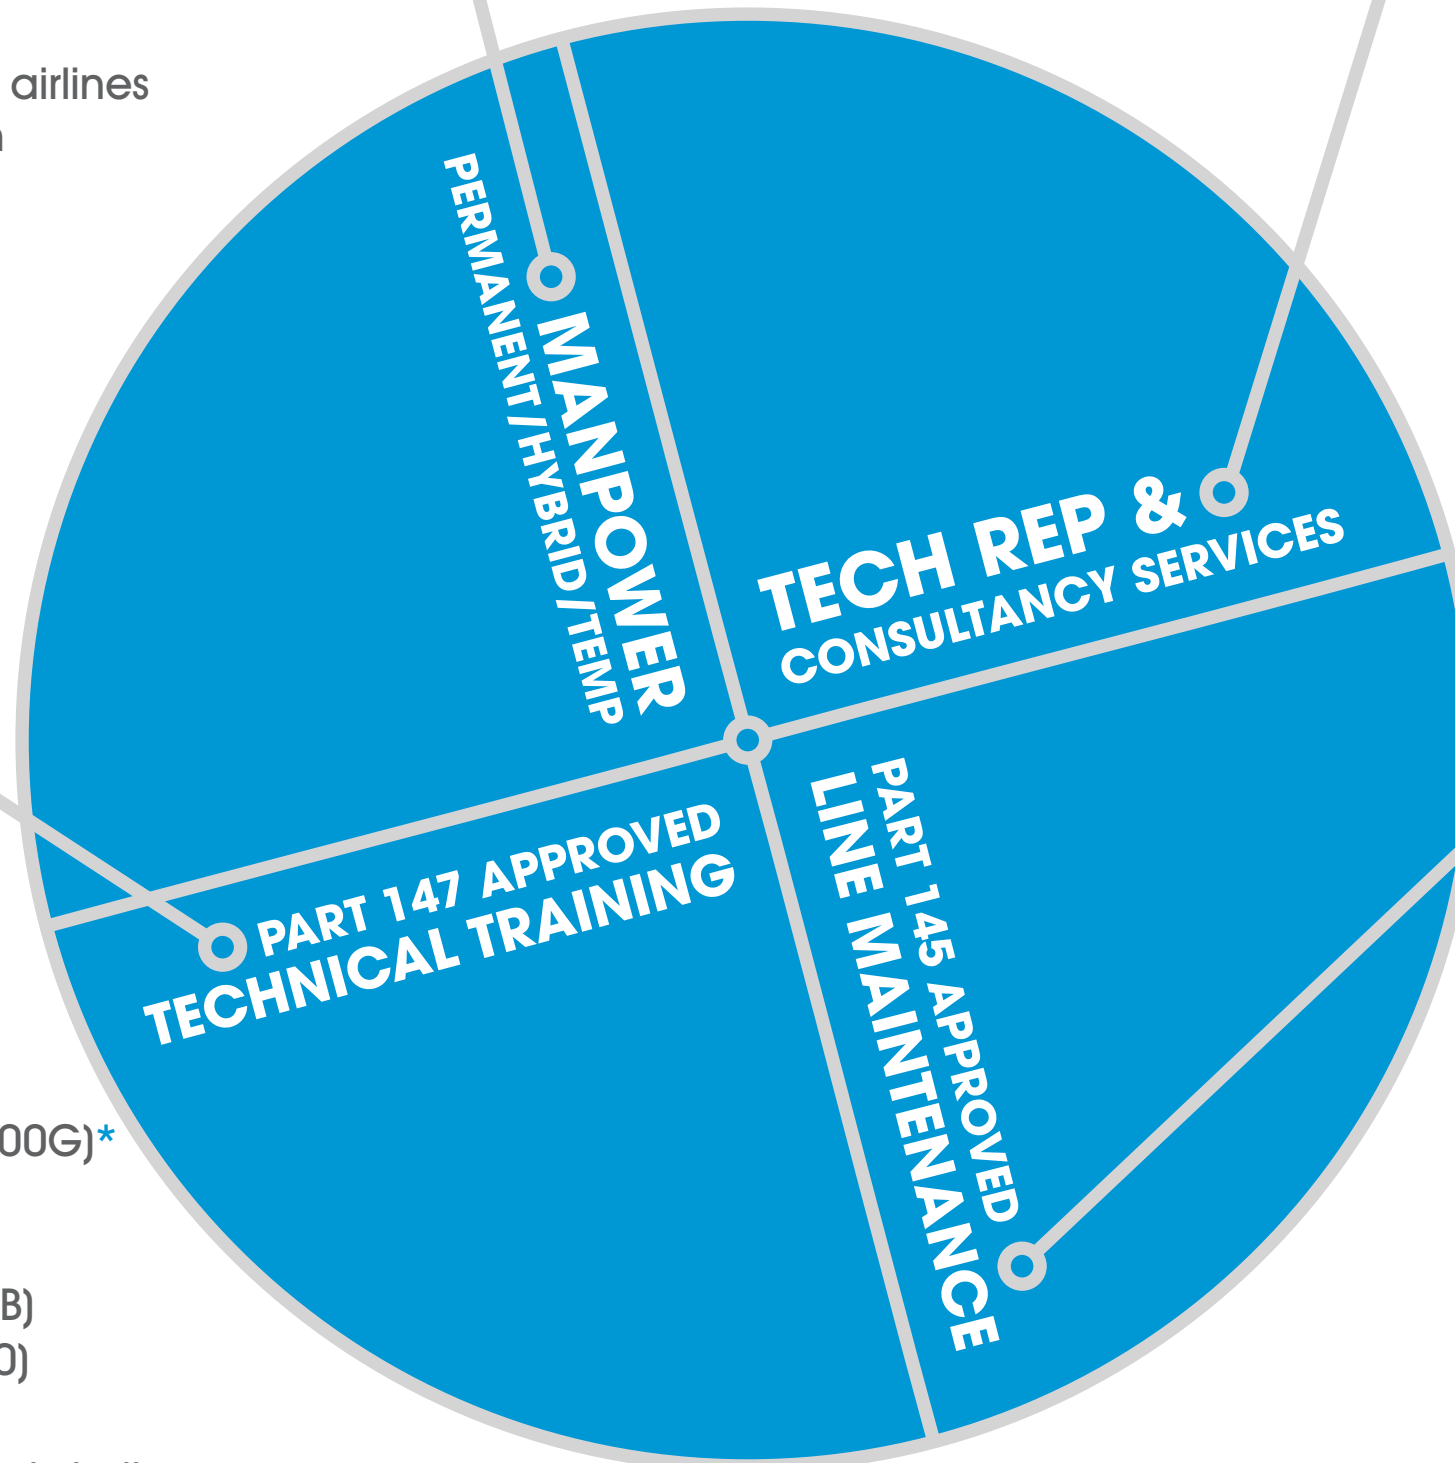 airlines
MANPOWER
PERMANENT/HYBRID/TEMP
TECH REP &
CONSULTANCY SERVICES
PART 147 APPROVED
TECHNICAL TRAINING
PART 145 APPROVED
LINE MAINTENANCE
00G)*
B)
0)